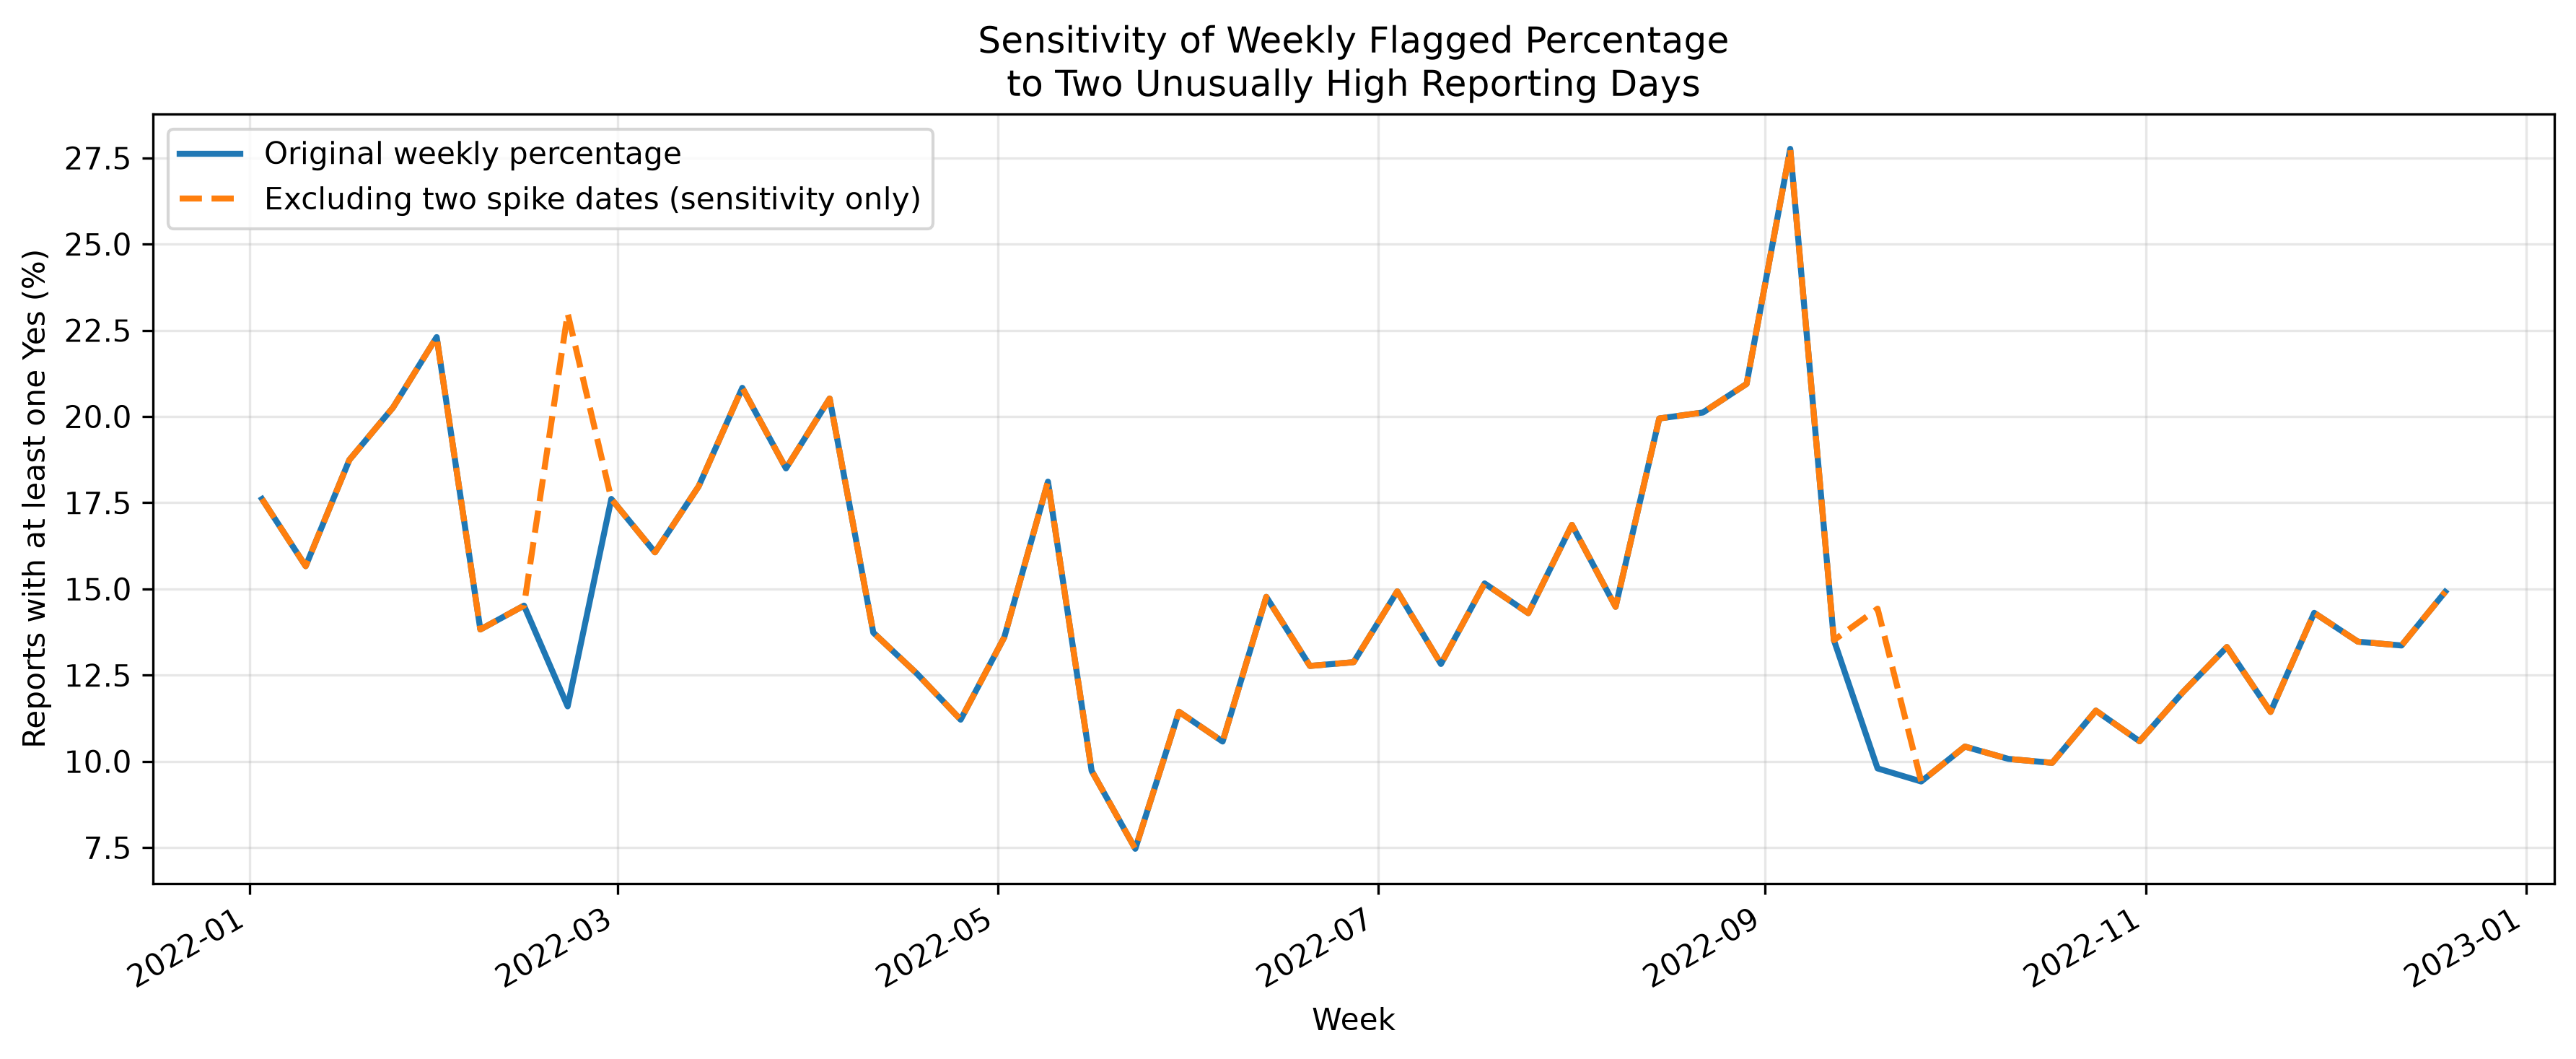 Sensitivity of Weekly Flagged Percentage
to Two Unusually High Reporting Days
Original weekly percentage
Excluding two spike dates (sensitivity only)
Reports with at least one Yes (%)
27.5
25.0
22.5
20.0
17.5
15.0
12.5
10.0
7.5
2022-01
2022-03
2022-05
2022-07
2022-09
2022-11
2023-01
Week